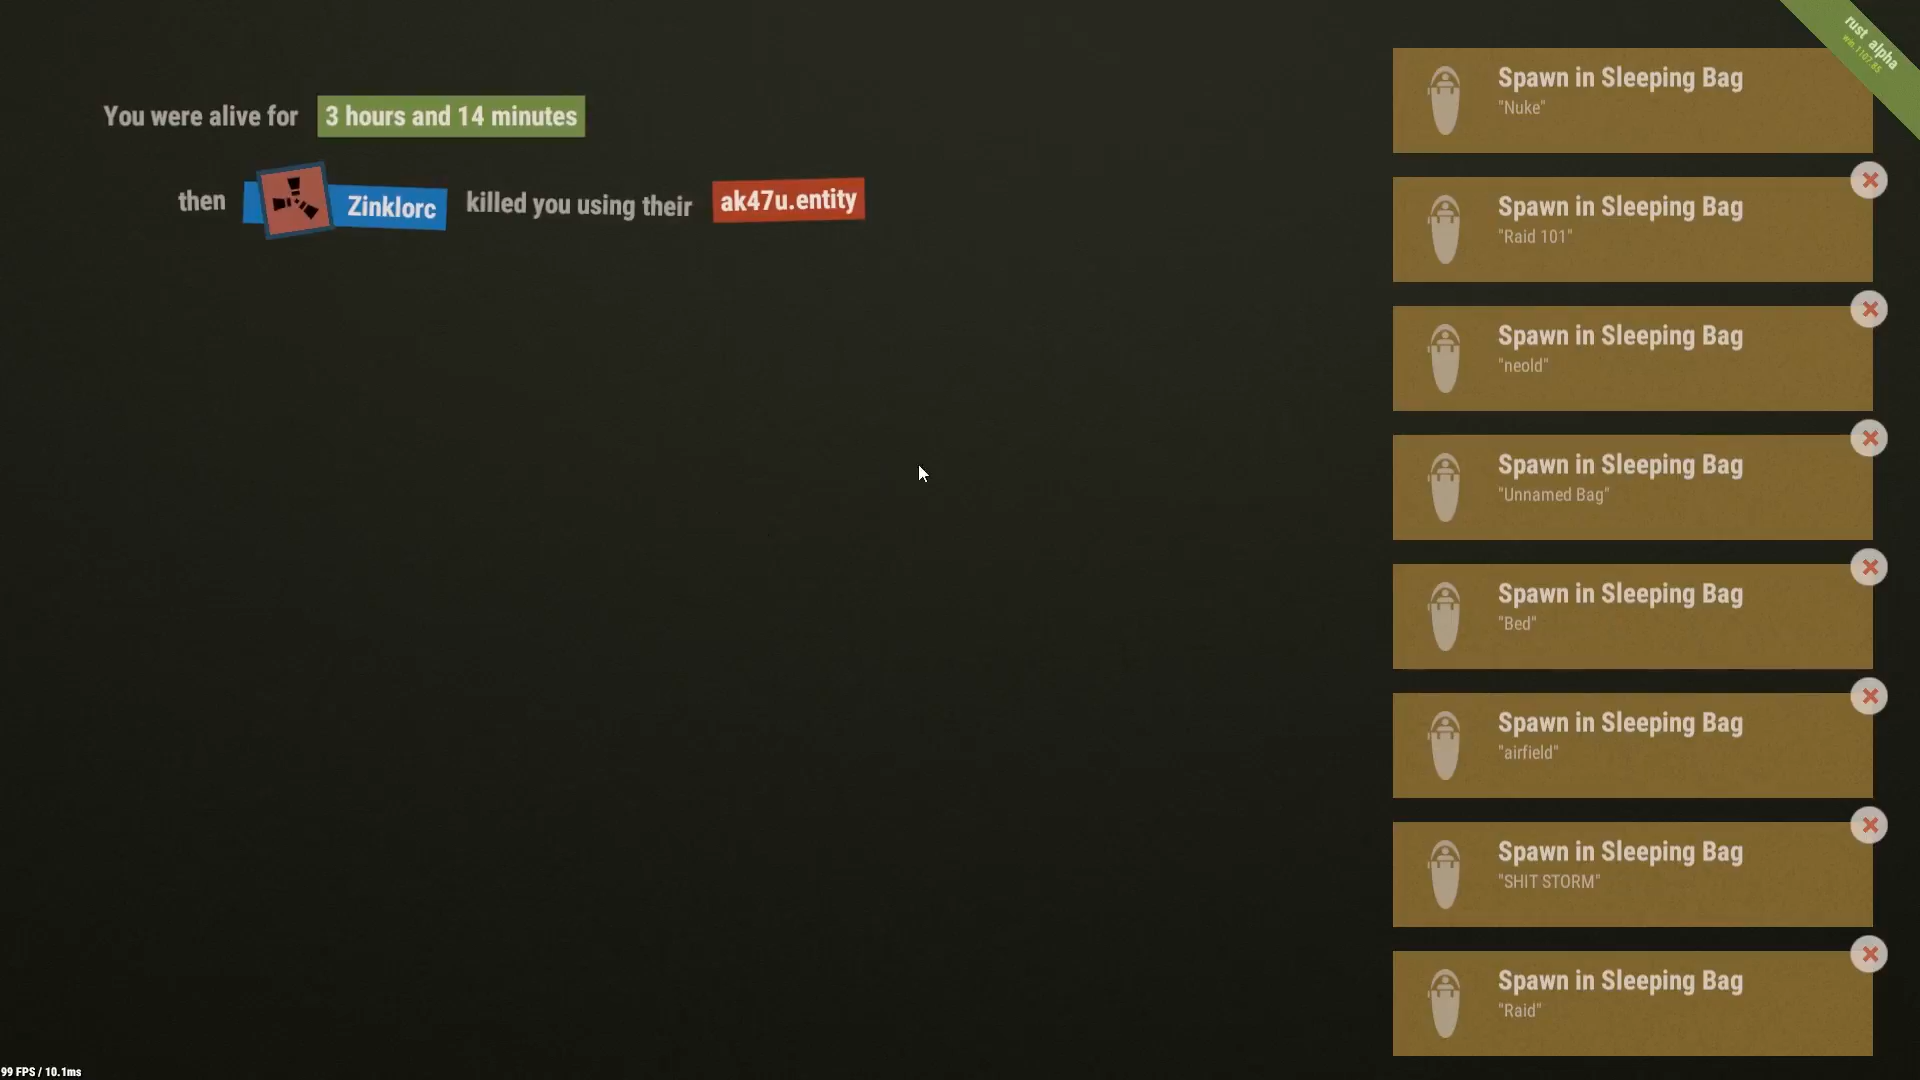 You were alive for 3 hours and 14 minutes
then Zinklorc killed you using their ak47u.entity
rust alpha
Spawn in Sleeping Bag
"Nuke"
Spawn in Sleeping Bag
"Raid 101"
Spawn in Sleeping Bag
"neold"
Spawn in Sleeping Bag
"Unnamed Bag"
Spawn in Sleeping Bag
"Bed"
Spawn in Sleeping Bag
"airfield"
Spawn in Sleeping Bag
"SHIT STORM"
Spawn in Sleeping Bag
"Raid"
99 FPS / 10.1ms